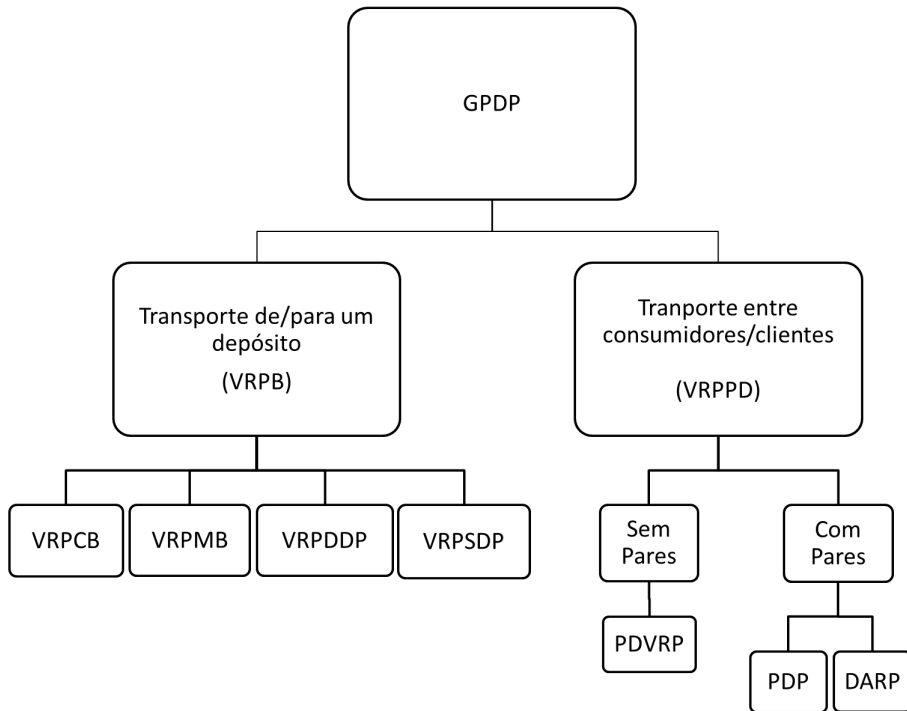 GPDP
Transporte de/para um
depósito
(VRPB)
Tranporte entre
consumidores/clientes
(VRPPD)
VRPCB
VRPMB
VRPDDP
VRPSDP
Sem
Pares
Com
Pares
PDVRP
PDP
DARP